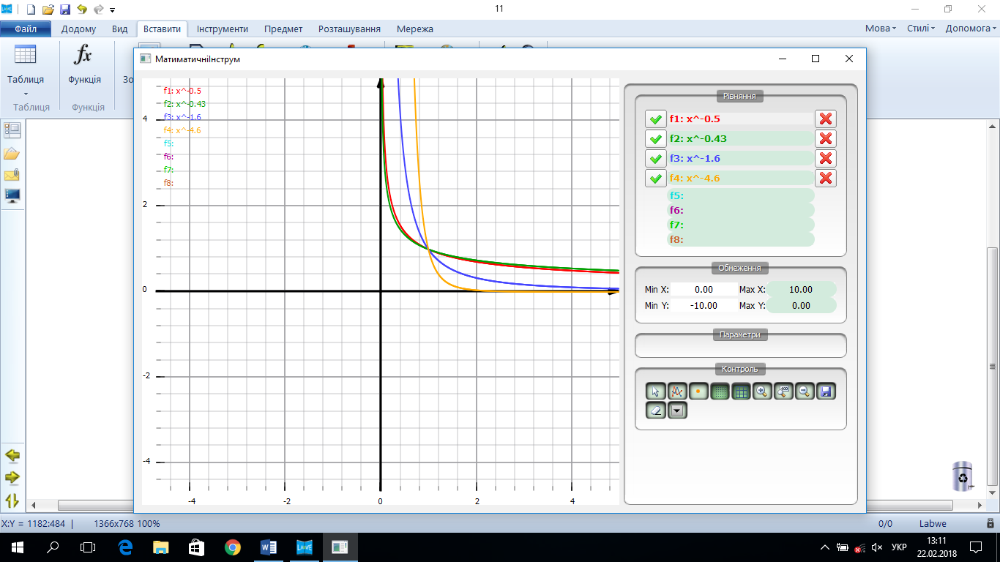 11
Файл Додому Вид Вставити Інструменти Предмет Розташування Мережа Мова Стилі Допомога
fx
Таблиця Функція Зо
Таблиця Функція
МатиматичніІнструм
f1: x^-0.5
f2: x^-0.43
f3: x^-1.6
f4: x^-4.6
f5:
f6:
f7:
f8:
4
2
0
-2
-4
-4 -2 0 2 4
Рівняння
f1: x^-0.5
f2: x^-0.43
f3: x^-1.6
f4: x^-4.6
f5:
f6:
f7:
f8:
Обмеження
Min X: 0.00 Max X: 10.00
Min Y: -10.00 Max Y: 0.00
Параметри
Контроль
100
X:Y = 1182:484 | 1366x768 100% 0/0 Labwe
УКР 13:11
22.02.2018